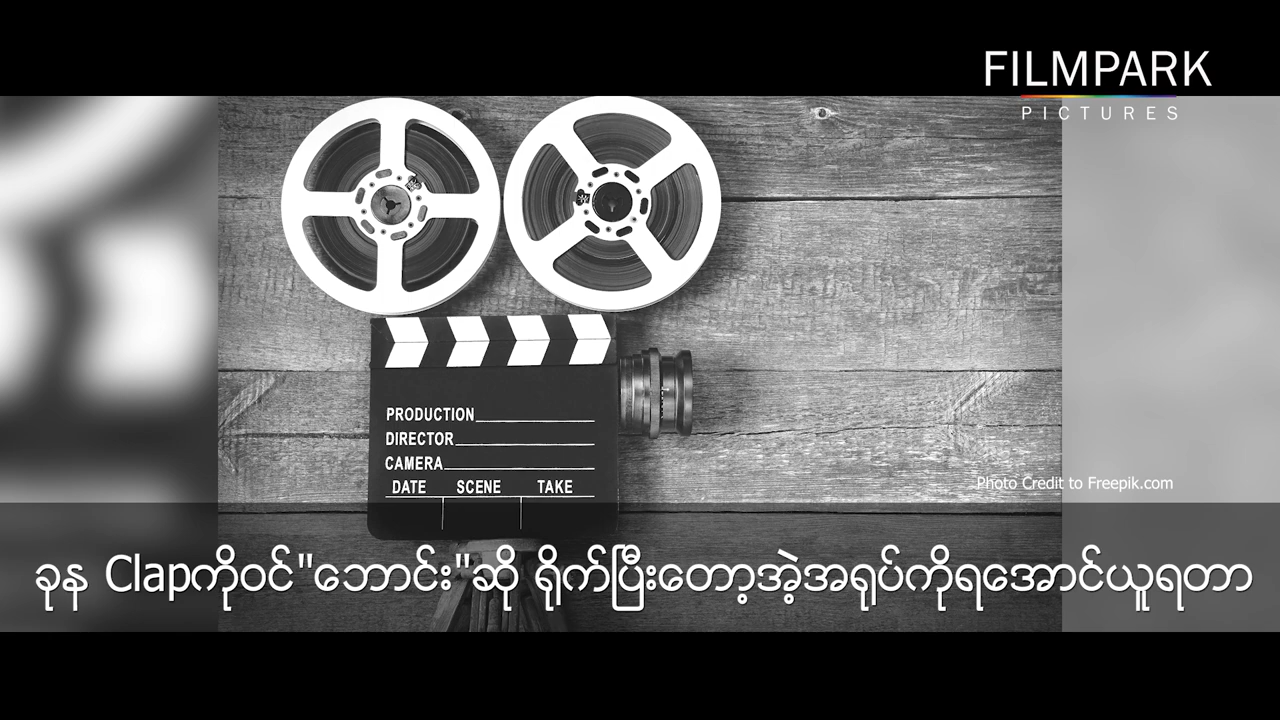 FILMPARK
PICTURES
PRODUCTION
DIRECTOR
CAMERA
DATE SCENE TAKE
Photo Credit to Freepik.com
ခုန Clapကိုဝင်"ဘောင်း"ဆို ရိုက်ပြီးတော့အဲ့အရုပ်ကိုရအောင်ယူရတာ